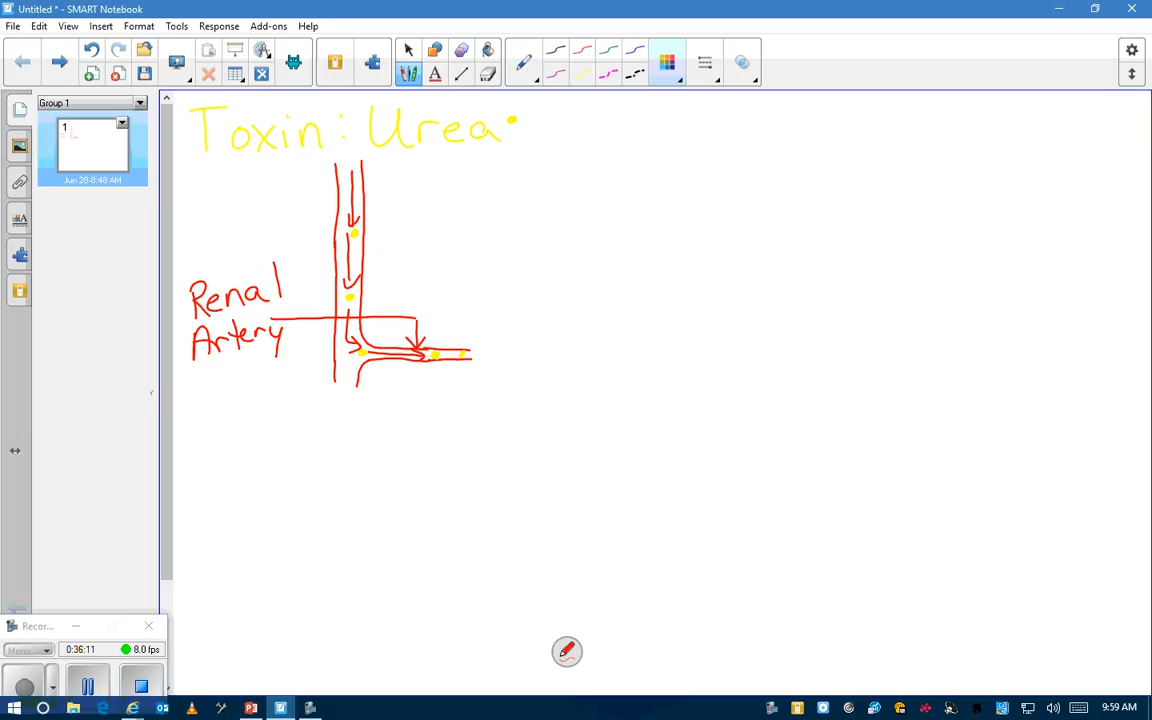 Untitled * - SMART Notebook
File Edit View Insert Format Tools Response Add-ons Help
Group 1
1
Jun 28-8:48 AM
Toxin: Urea
Renal
Artery
Recor...
Menu...
0:36:11
8.0 fps
9:59 AM